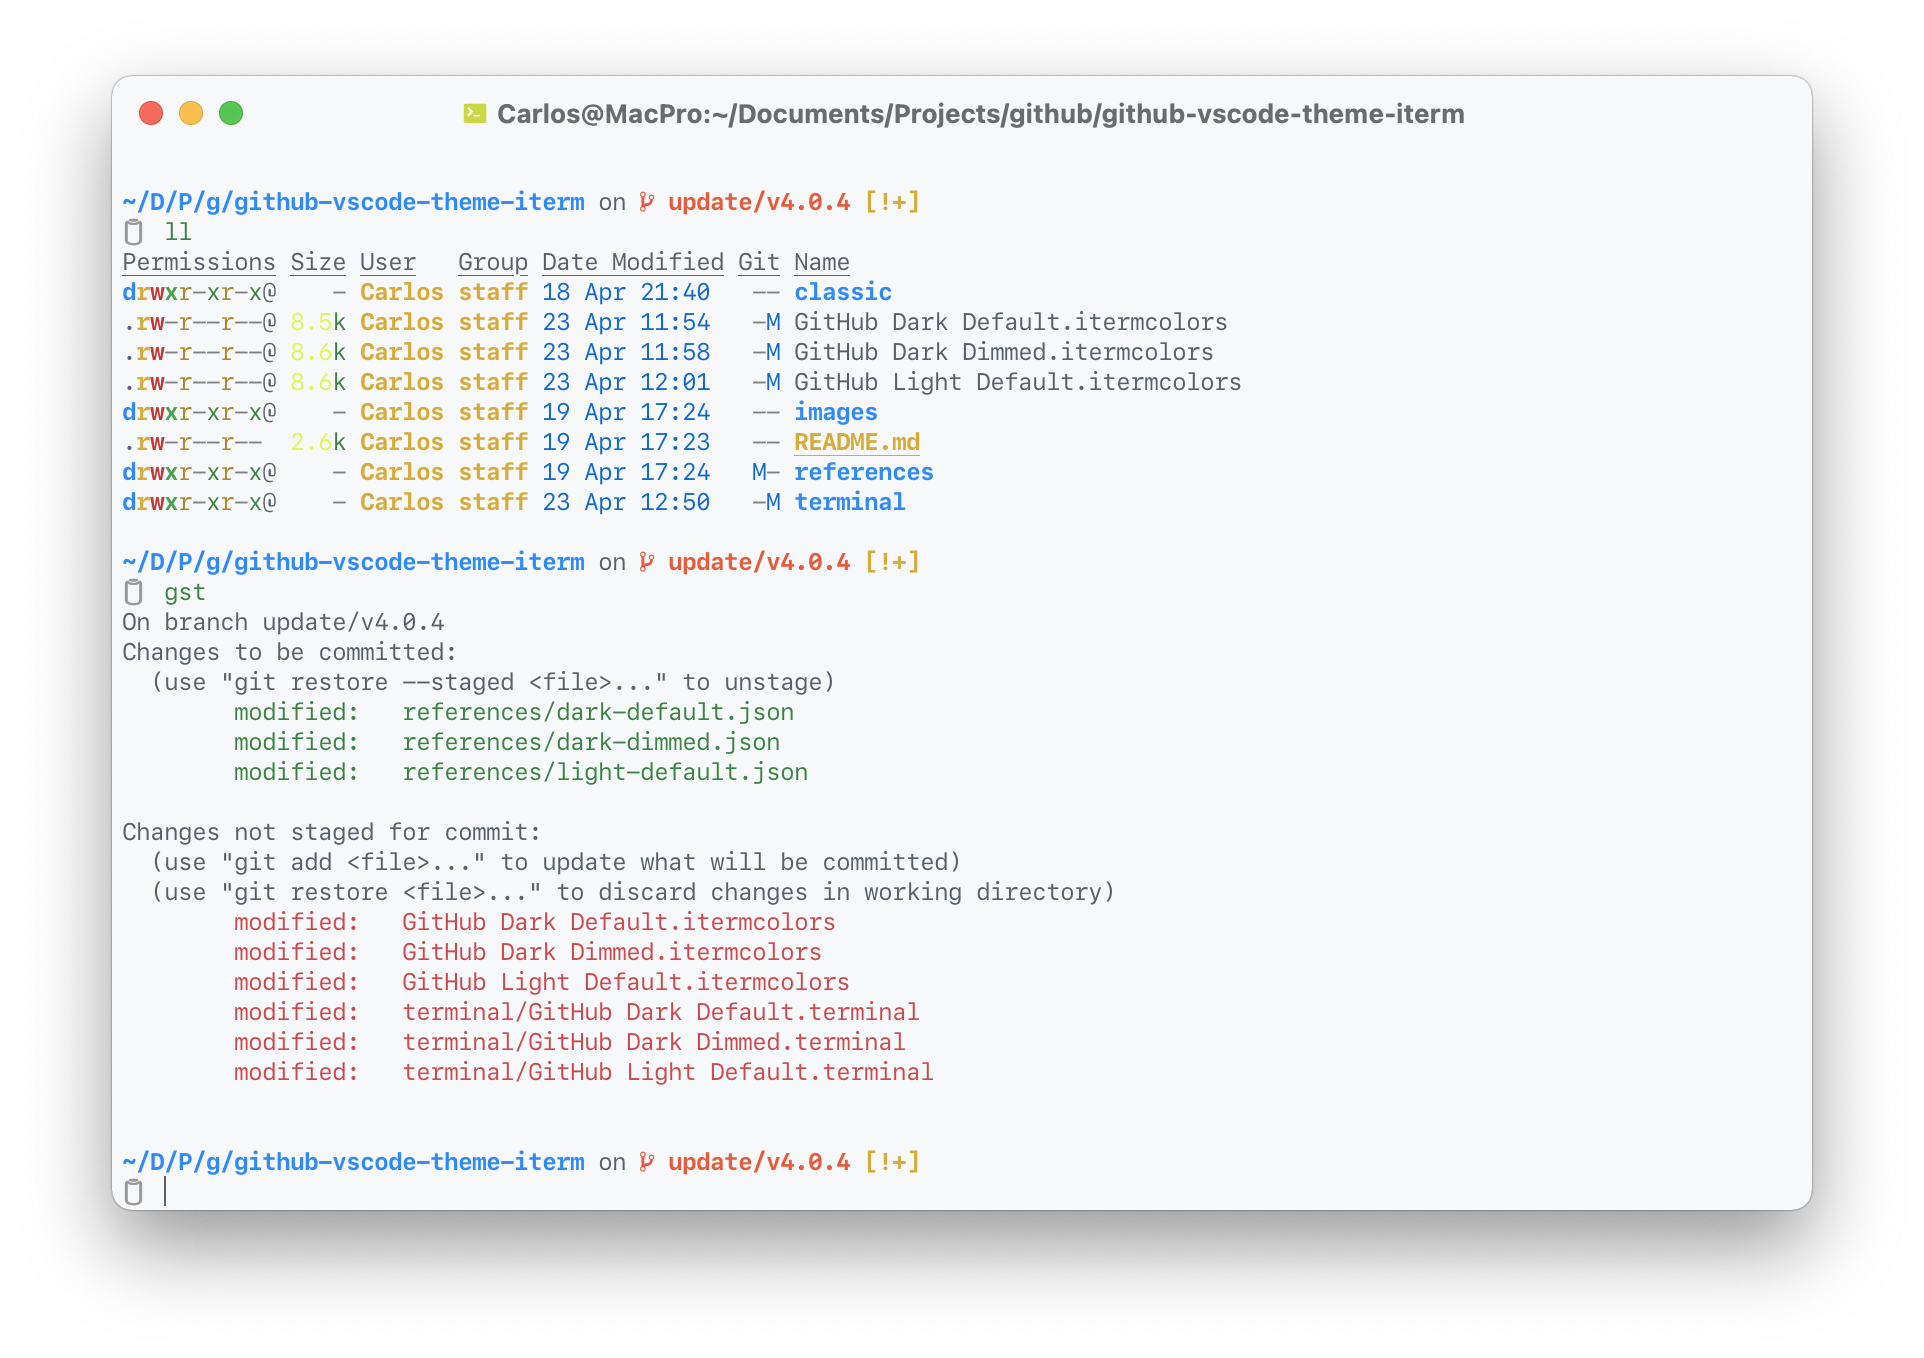 Carlos@MacPro:~/Documents/Projects/github/github-vscode-theme-iterm
~/D/P/g/github-vscode-theme-iterm on update/v4.0.4 [!+]
ll
Permissions Size User   Group Date Modified Git Name
drwxr-xr-x@    - Carlos staff 18 Apr 21:40   -- classic
.rw-r--r--@ 8.5k Carlos staff 23 Apr 11:54   -M GitHub Dark Default.itermcolors
.rw-r--r--@ 8.6k Carlos staff 23 Apr 11:58   -M GitHub Dark Dimmed.itermcolors
.rw-r--r--@ 8.6k Carlos staff 23 Apr 12:01   -M GitHub Light Default.itermcolors
drwxr-xr-x@    - Carlos staff 19 Apr 17:24   -- images
.rw-r--r--  2.6k Carlos staff 19 Apr 17:23   -- README.md
drwxr-xr-x@    - Carlos staff 19 Apr 17:24   M- references
drwxr-xr-x@    - Carlos staff 23 Apr 12:50   -M terminal
~/D/P/g/github-vscode-theme-iterm on update/v4.0.4 [!+]
gst
On branch update/v4.0.4
Changes to be committed:
  (use "git restore --staged <file>..." to unstage)
        modified:   references/dark-default.json
        modified:   references/dark-dimmed.json
        modified:   references/light-default.json
Changes not staged for commit:
  (use "git add <file>..." to update what will be committed)
  (use "git restore <file>..." to discard changes in working directory)
        modified:   GitHub Dark Default.itermcolors
        modified:   GitHub Dark Dimmed.itermcolors
        modified:   GitHub Light Default.itermcolors
        modified:   terminal/GitHub Dark Default.terminal
        modified:   terminal/GitHub Dark Dimmed.terminal
        modified:   terminal/GitHub Light Default.terminal
~/D/P/g/github-vscode-theme-iterm on update/v4.0.4 [!+]